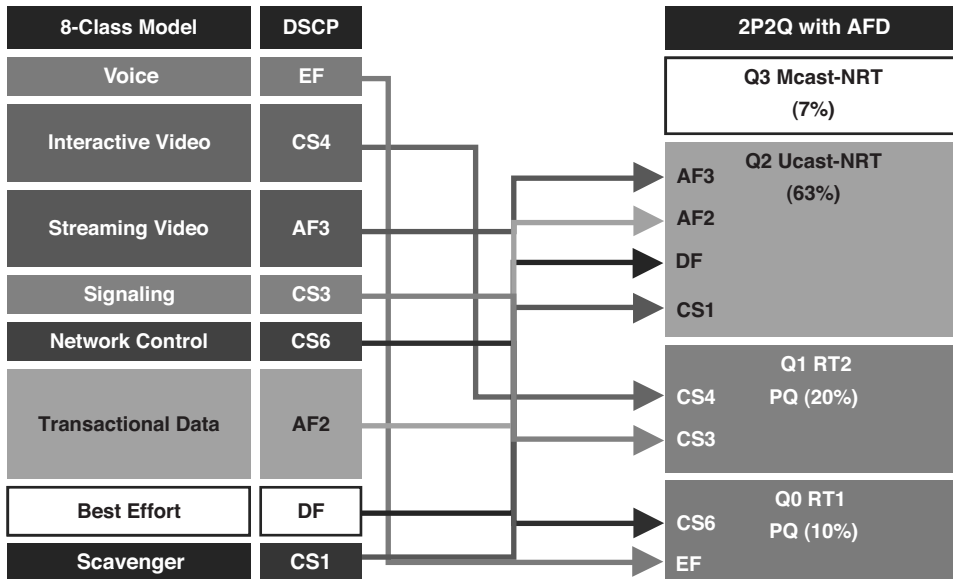 8-Class Model DSCP 2P2Q with AFD
Voice EF
Interactive Video CS4
Streaming Video AF3
Signaling CS3
Network Control CS6
Transactional Data AF2
Best Effort DF
Scavenger CS1
Q3 Mcast-NRT
(7%)
Q2 Ucast-NRT
(63%)
AF3
AF2
DF
CS1
Q1 RT2
PQ (20%)
CS4
CS3
Q0 RT1
PQ (10%)
CS6
EF